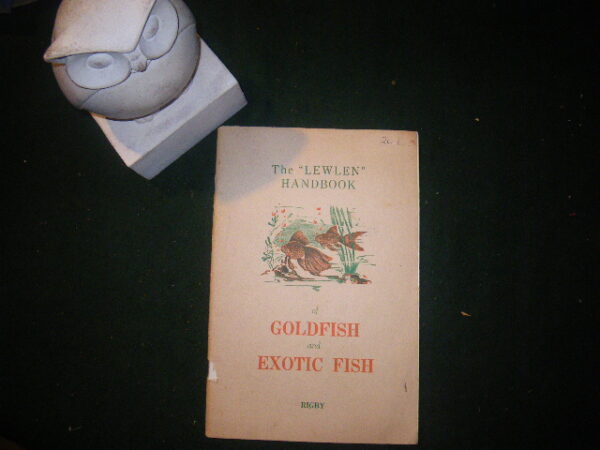 The "LEWLEN"
HANDBOOK
of
GOLDFISH
and
EXOTIC FISH
RIGBY